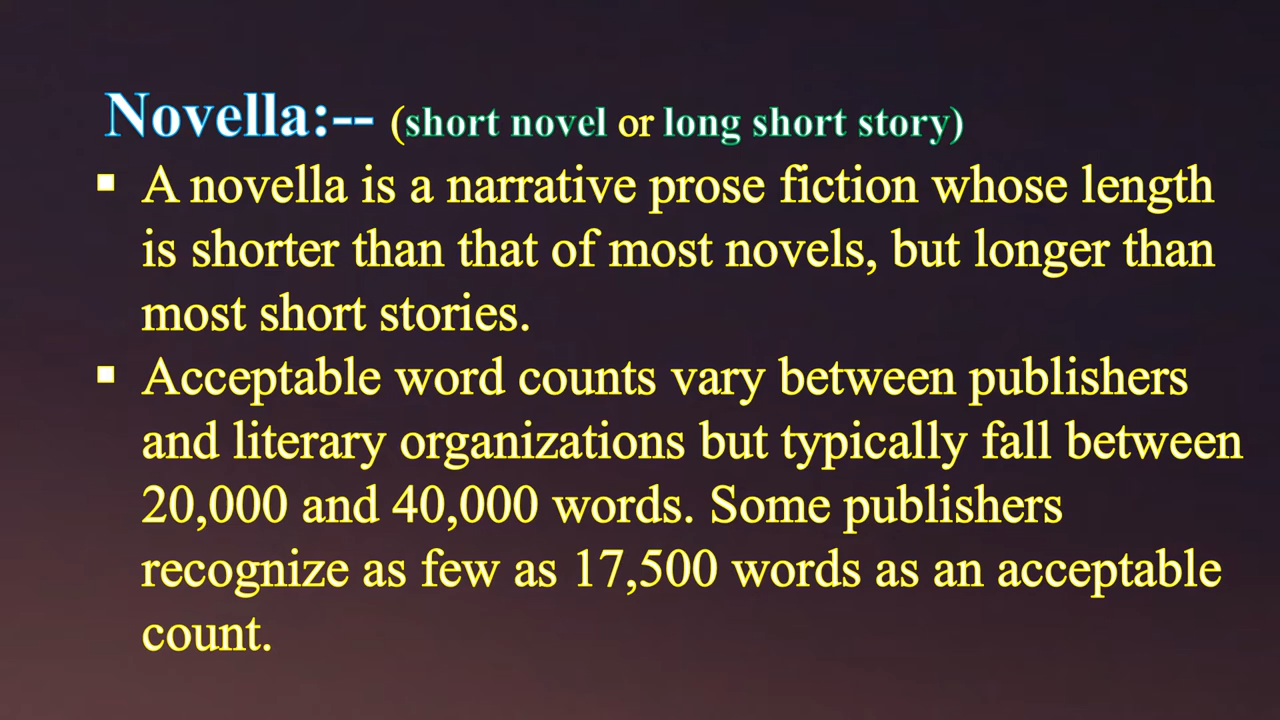 Novella:-- (short novel or long short story)
▪ A novella is a narrative prose fiction whose length
is shorter than that of most novels, but longer than
most short stories.
▪ Acceptable word counts vary between publishers
and literary organizations but typically fall between
20,000 and 40,000 words. Some publishers
recognize as few as 17,500 words as an acceptable
count.